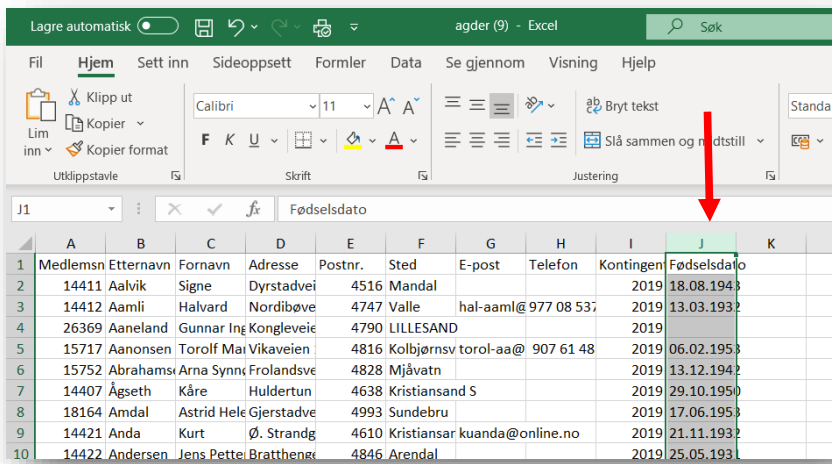 Lagre automatisk agder (9) - Excel Søk
Fil Hjem Sett inn Sideoppsett Formler Data Se gjennom Visning Hjelp
Lim inn Klipp ut Kopier Kopier format
Calibri 11 A^ A˅ Bryt tekst Standa
F K U A Slå sammen og midtstill
Utklippstavle Skrift Justering
J1 fx Fødselsdato
A B C D E F G H I J K
1 Medlemsn Etternavn Fornavn Adresse Postnr. Sted E-post Telefon Kontingent Fødselsdato
2 14411 Aalvik Signe Dyrstadvei 4516 Mandal 2019 18.08.1943
3 14412 Aamli Halvard Nordibøve 4747 Valle hal-aaml@ 977 08 537 2019 13.03.1932
4 26369 Aaneland Gunnar Ing Kongleveie 4790 LILLESAND 2019
5 15717 Aanonsen Torolf Mar Vikaveien 4816 Kolbjørnsv torol-aa@ 907 61 48 2019 06.02.1953
6 15752 Abrahamse Arna Synnø Frolandsve 4828 Mjåvatn 2019 13.12.1942
7 14407 Ågseth Kåre Huldertun 4638 Kristiansand S 2019 29.10.1950
8 18164 Amdal Astrid Hele Gjerstadve 4993 Sundebru 2019 17.06.1953
9 14421 Anda Kurt Ø. Strandg 4610 Kristiansan kuanda@online.no 2019 21.11.1932
10 14422 Andersen Jens Petter Bratthenge 4846 Arendal 2019 25.05.1931